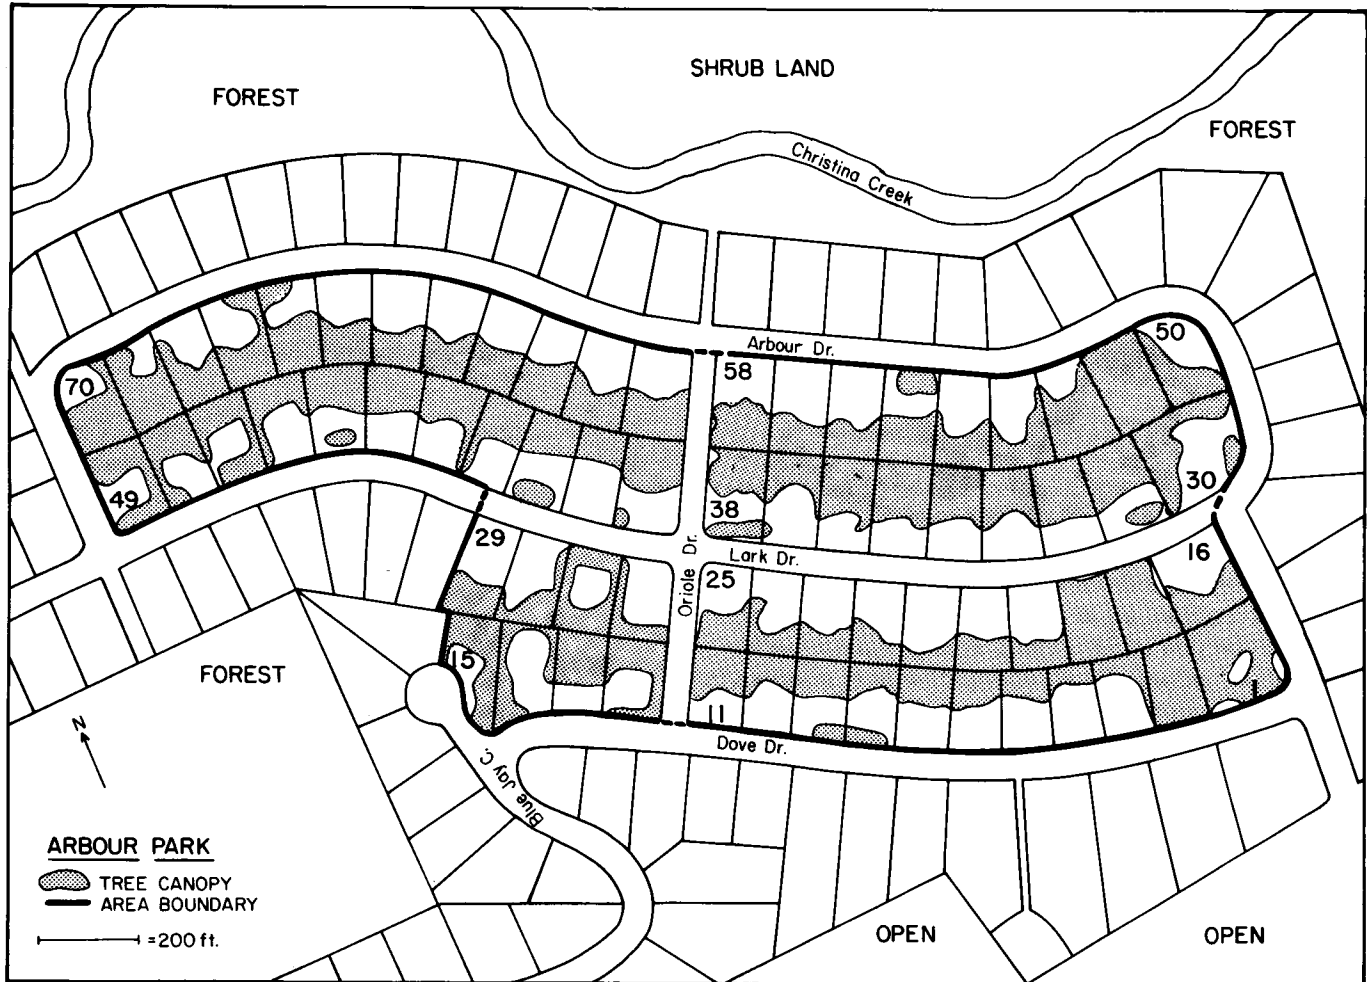 SHRUB LAND
FOREST
FOREST
Christina Creek
50
Arbour Dr.
58
70
30
49
38
29
Lark Dr.
16
25
Oriole Dr.
15
FOREST
1
11
Dove Dr.
N
Blue Jay C.
ARBOUR PARK
TREE CANOPY
AREA BOUNDARY
= 200 ft.
OPEN
OPEN